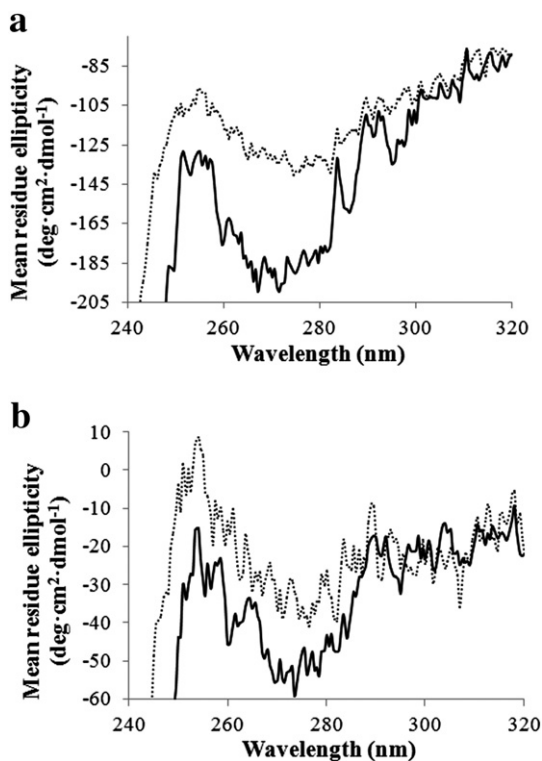 a
Mean residue ellipticity
(deg·cm²·dmol⁻¹)
-85
-105
-125
-145
-165
-185
-205
240 260 280 300 320
Wavelength (nm)
b
Mean residue ellipticity
(deg·cm²·dmol⁻¹)
10
0
-10
-20
-30
-40
-50
-60
240 260 280 300 320
Wavelength (nm)